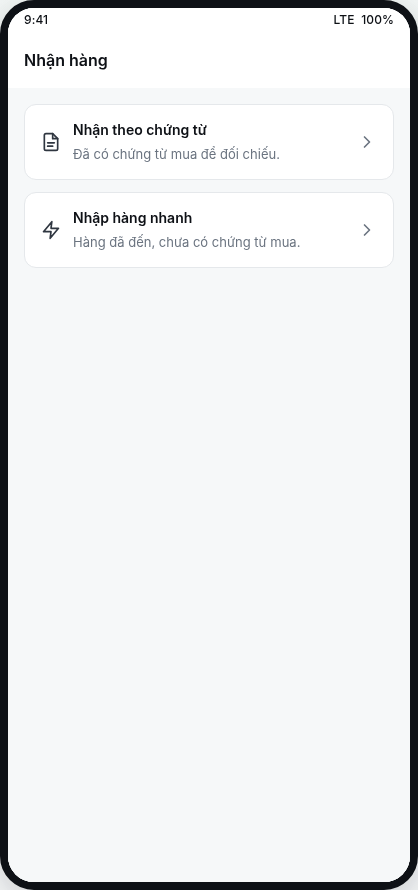 9:41 LTE 100%
Nhận hàng
Nhận theo chứng từ
Đã có chứng từ mua để đối chiếu.
Nhập hàng nhanh
Hàng đã đến, chưa có chứng từ mua.